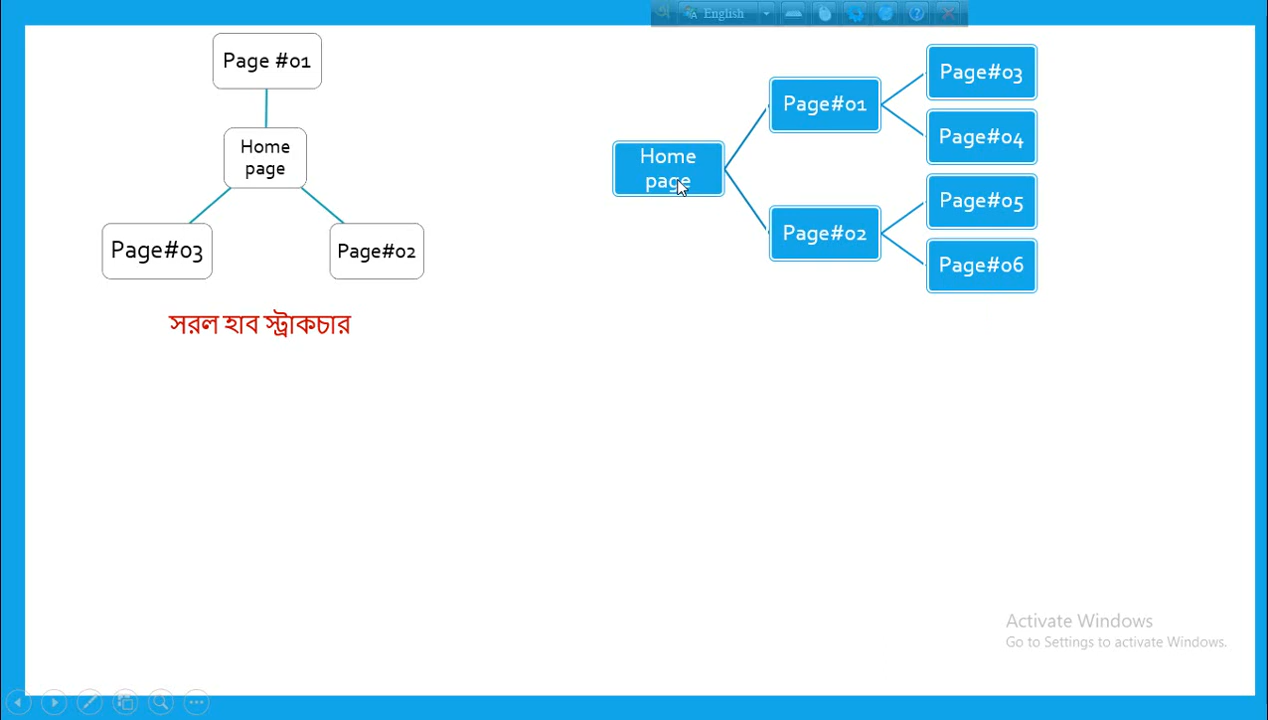 English
Page #01
Home
page
Page#03
Page#02
সরল হাব স্ট্রাকচার
Home
page
Page#01
Page#02
Page#03
Page#04
Page#05
Page#06
Activate Windows
Go to Settings to activate Windows.